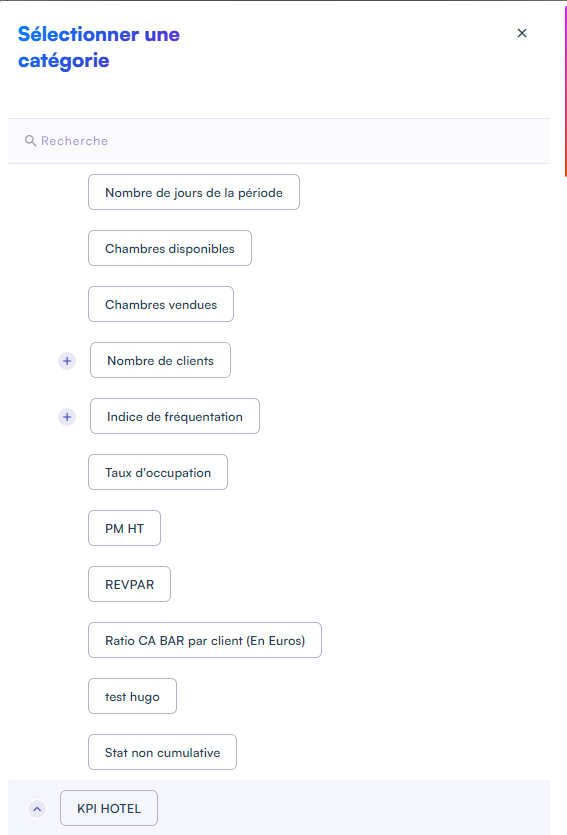 Sélectionner une
catégorie
Recherche
Nombre de jours de la période
Chambres disponibles
Chambres vendues
Nombre de clients
Indice de fréquentation
Taux d'occupation
PM HT
REVPAR
Ratio CA BAR par client (En Euros)
test hugo
Stat non cumulative
KPI HOTEL